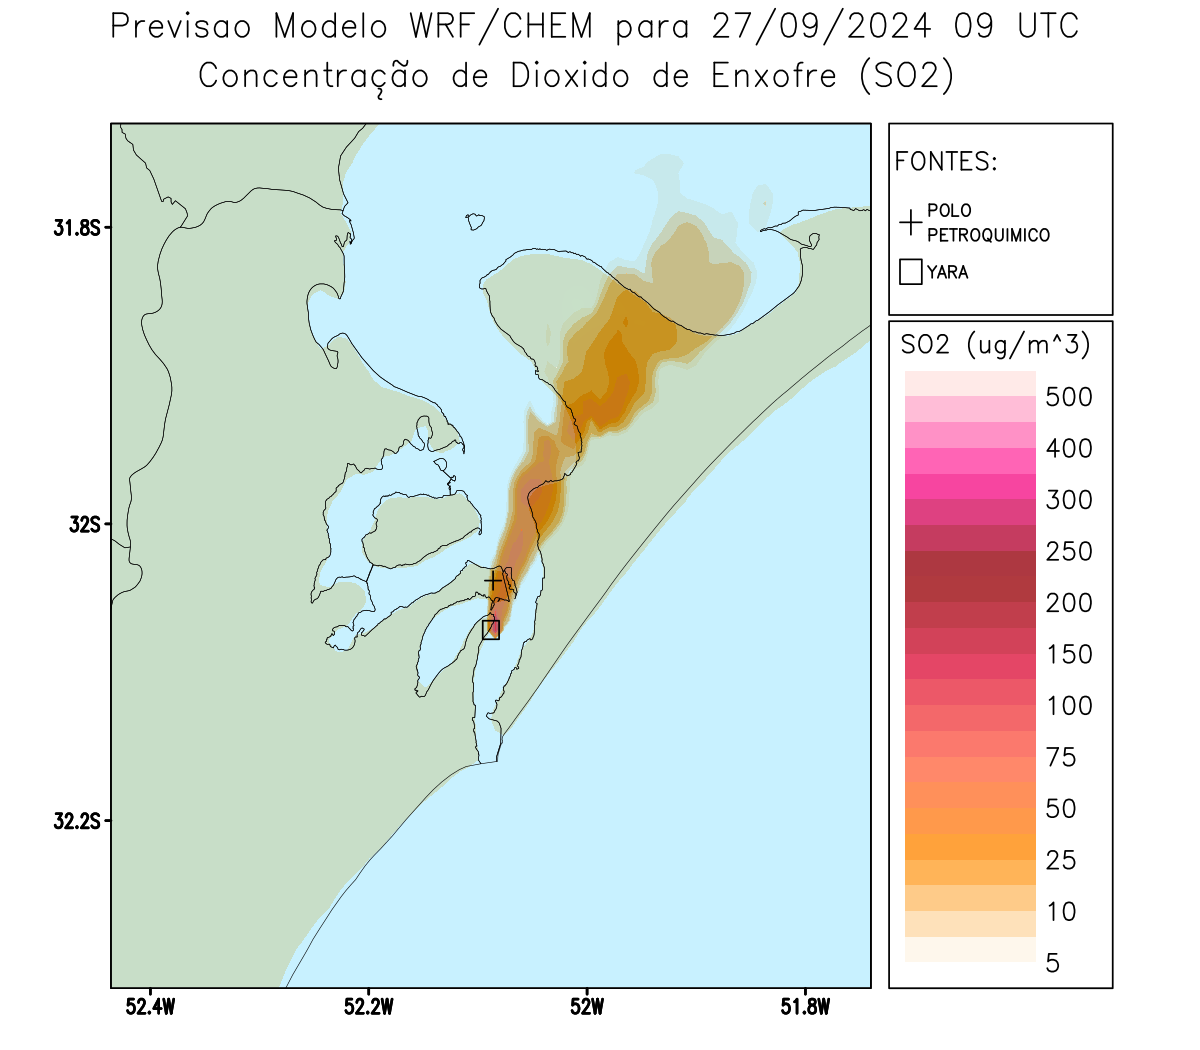 Previsao Modelo WRF/CHEM para 27/09/2024 09 UTC
Concentração de Dioxido de Enxofre (SO2)
FONTES:
POLO
PETROQUIMICO
YARA
31.8S
32S
32.2S
52.4W
52.2W
52W
51.8W
SO2 (ug/m^3)
500
400
300
250
200
150
100
75
50
25
10
5